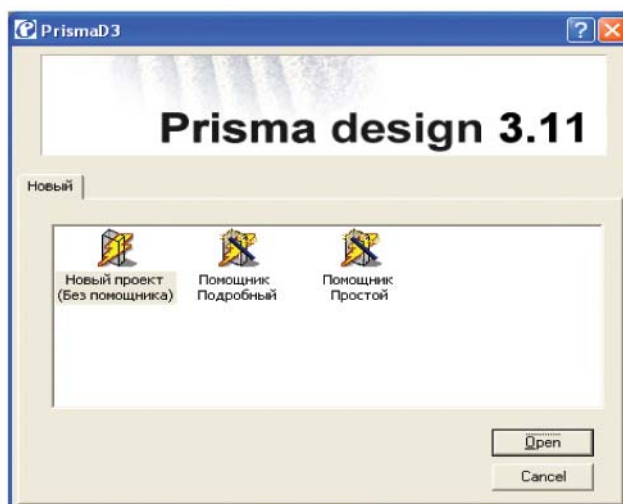 PrismaD3
Prisma design 3.11
Новый
Новый проект
(Без помощника)
Помощник
Подробный
Помощник
Простой
Open
Cancel